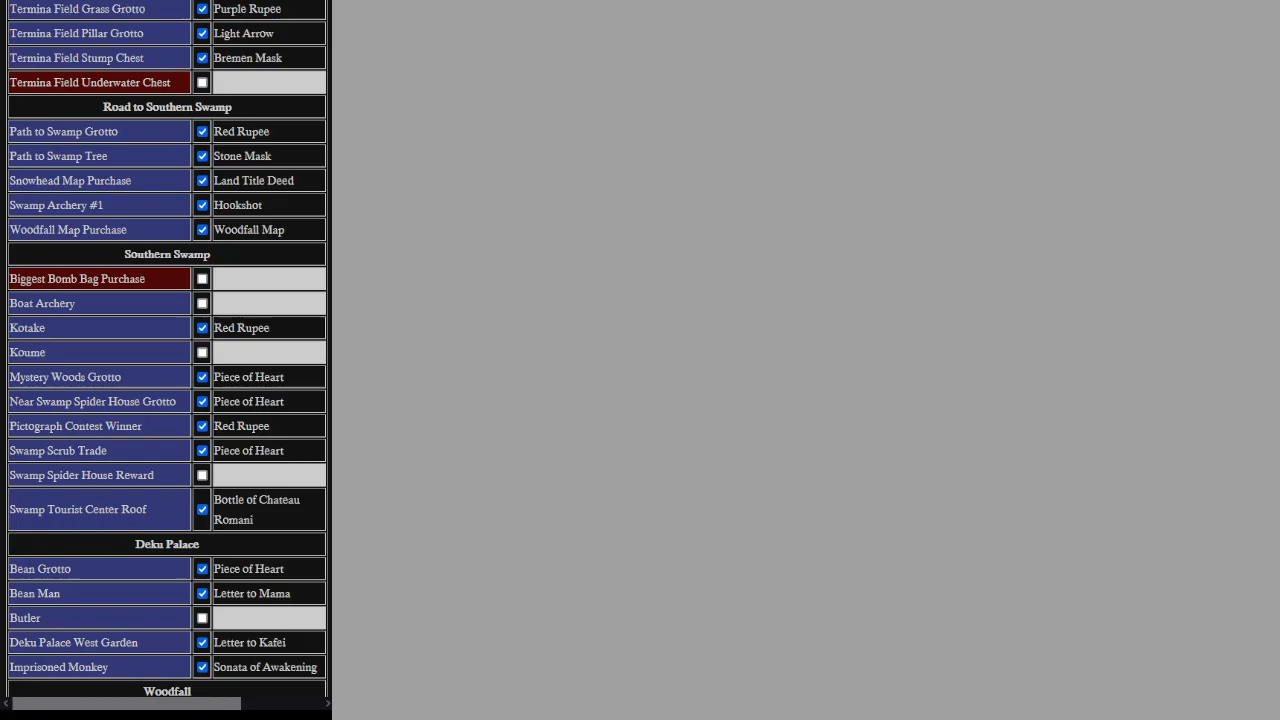 Termina Field Grass Grotto Purple Rupee
Termina Field Pillar Grotto Light Arrow
Termina Field Stump Chest Bremen Mask
Termina Field Underwater Chest
Road to Southern Swamp
Path to Swamp Grotto Red Rupee
Path to Swamp Tree Stone Mask
Snowhead Map Purchase Land Title Deed
Swamp Archery #1 Hookshot
Woodfall Map Purchase Woodfall Map
Southern Swamp
Biggest Bomb Bag Purchase
Boat Archery
Kotake Red Rupee
Koume
Mystery Woods Grotto Piece of Heart
Near Swamp Spider House Grotto Piece of Heart
Pictograph Contest Winner Red Rupee
Swamp Scrub Trade Piece of Heart
Swamp Spider House Reward
Swamp Tourist Center Roof Bottle of Chateau
Romani
Deku Palace
Bean Grotto Piece of Heart
Bean Man Letter to Mama
Butler
Deku Palace West Garden Letter to Kafei
Imprisoned Monkey Sonata of Awakening
Woodfall